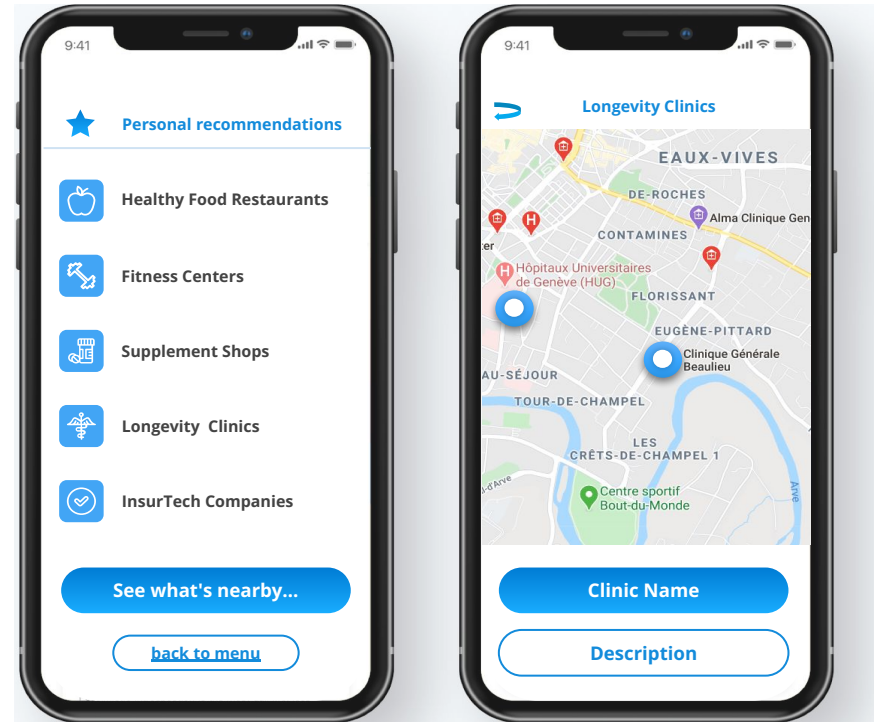 9:41
Personal recommendations
Healthy Food Restaurants
Fitness Centers
Supplement Shops
Longevity Clinics
InsurTech Companies
See what's nearby...
back to menu
9:41
Longevity Clinics
EAUX-VIVES
DE-ROCHES
Alma Clinique Gen
CONTAMINES
ter
H
H
Hôpitaux Universitaires
de Genève (HUG)
FLORISSANT
EUGÈNE-PITTARD
Clinique Générale
Beaulieu
AU-SÉJOUR
TOUR-DE-CHAMPEL
LES
CRÊTS-DE-CHAMPEL 1
-d'Arve
Centre sportif
Bout-du-Monde
Arve
Clinic Name
Description